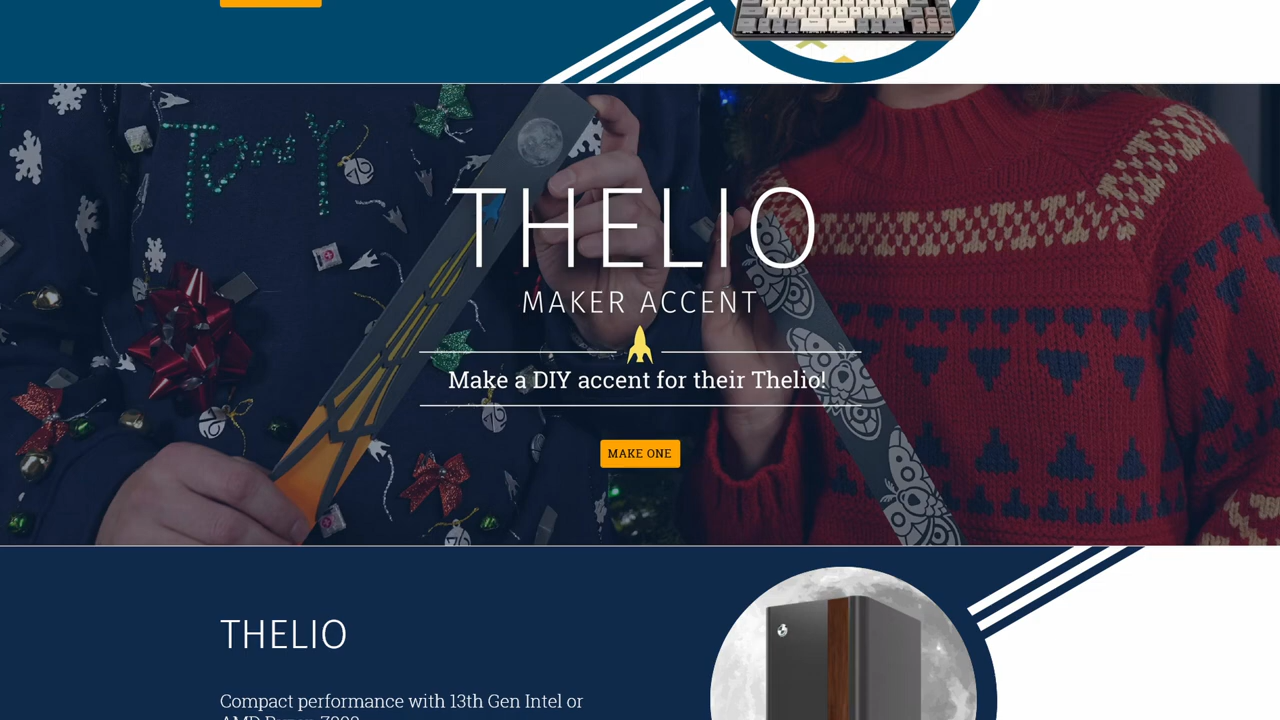 TONY
THELIO
MAKER ACCENT
Make a DIY accent for their Thelio!
MAKE ONE
THELIO
Compact performance with 13th Gen Intel or